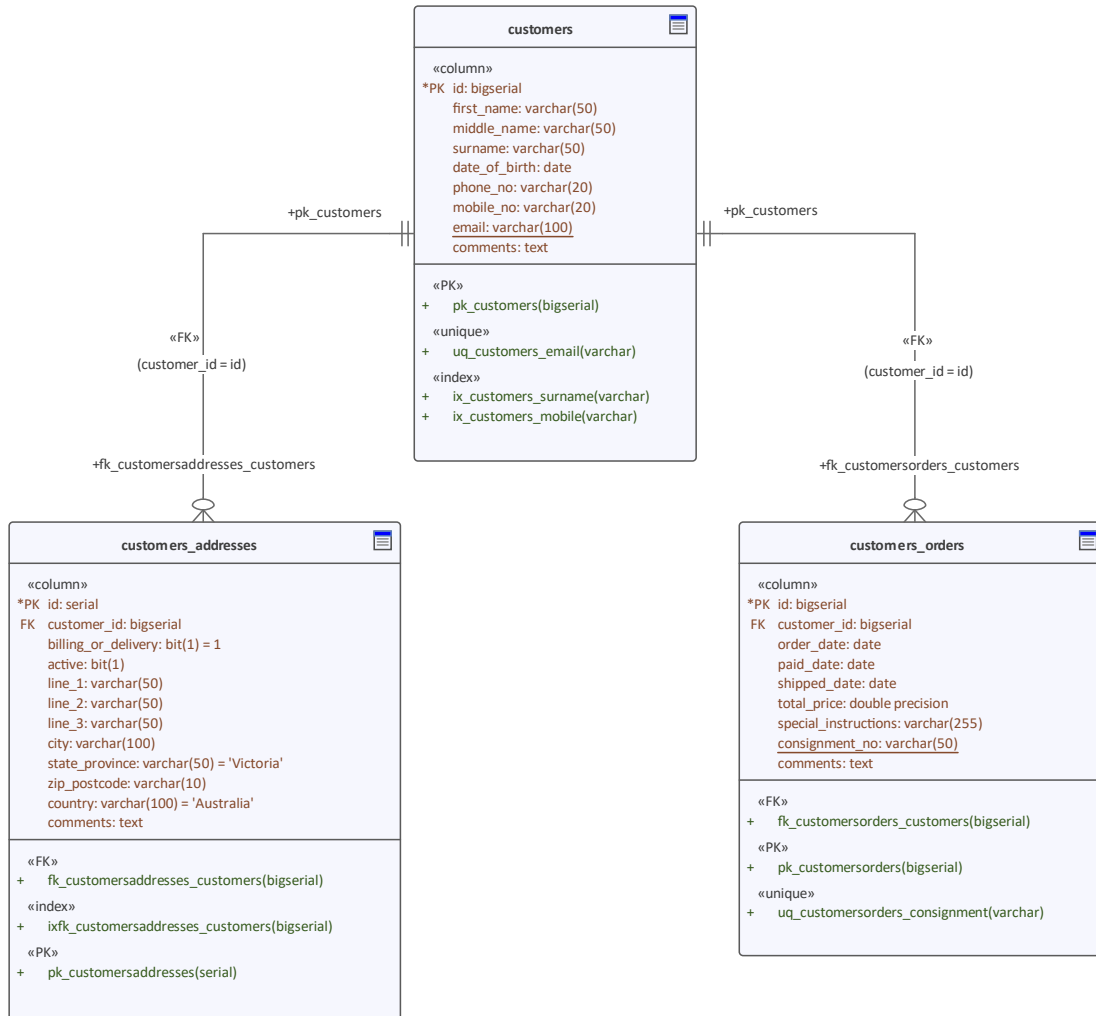 customers
«column»
*PK id: bigserial
first_name: varchar(50)
middle_name: varchar(50)
surname: varchar(50)
date_of_birth: date
phone_no: varchar(20)
mobile_no: varchar(20)
email: varchar(100)
comments: text
«PK»
+ pk_customers(bigserial)
«unique»
+ uq_customers_email(varchar)
«index»
+ ix_customers_surname(varchar)
+ ix_customers_mobile(varchar)
+pk_customers
«FK»
(customer_id = id)
+fk_customersaddresses_customers
+pk_customers
«FK»
(customer_id = id)
+fk_customersorders_customers
customers_addresses
«column»
*PK id: serial
FK customer_id: bigserial
billing_or_delivery: bit(1) = 1
active: bit(1)
line_1: varchar(50)
line_2: varchar(50)
line_3: varchar(50)
city: varchar(100)
state_province: varchar(50) = 'Victoria'
zip_postcode: varchar(10)
country: varchar(100) = 'Australia'
comments: text
«FK»
+ fk_customersaddresses_customers(bigserial)
«index»
+ ixfk_customersaddresses_customers(bigserial)
«PK»
+ pk_customersaddresses(serial)
customers_orders
«column»
*PK id: bigserial
FK customer_id: bigserial
order_date: date
paid_date: date
shipped_date: date
total_price: double precision
special_instructions: varchar(255)
consignment_no: varchar(50)
comments: text
«FK»
+ fk_customersorders_customers(bigserial)
«PK»
+ pk_customersorders(bigserial)
«unique»
+ uq_customersorders_consignment(varchar)